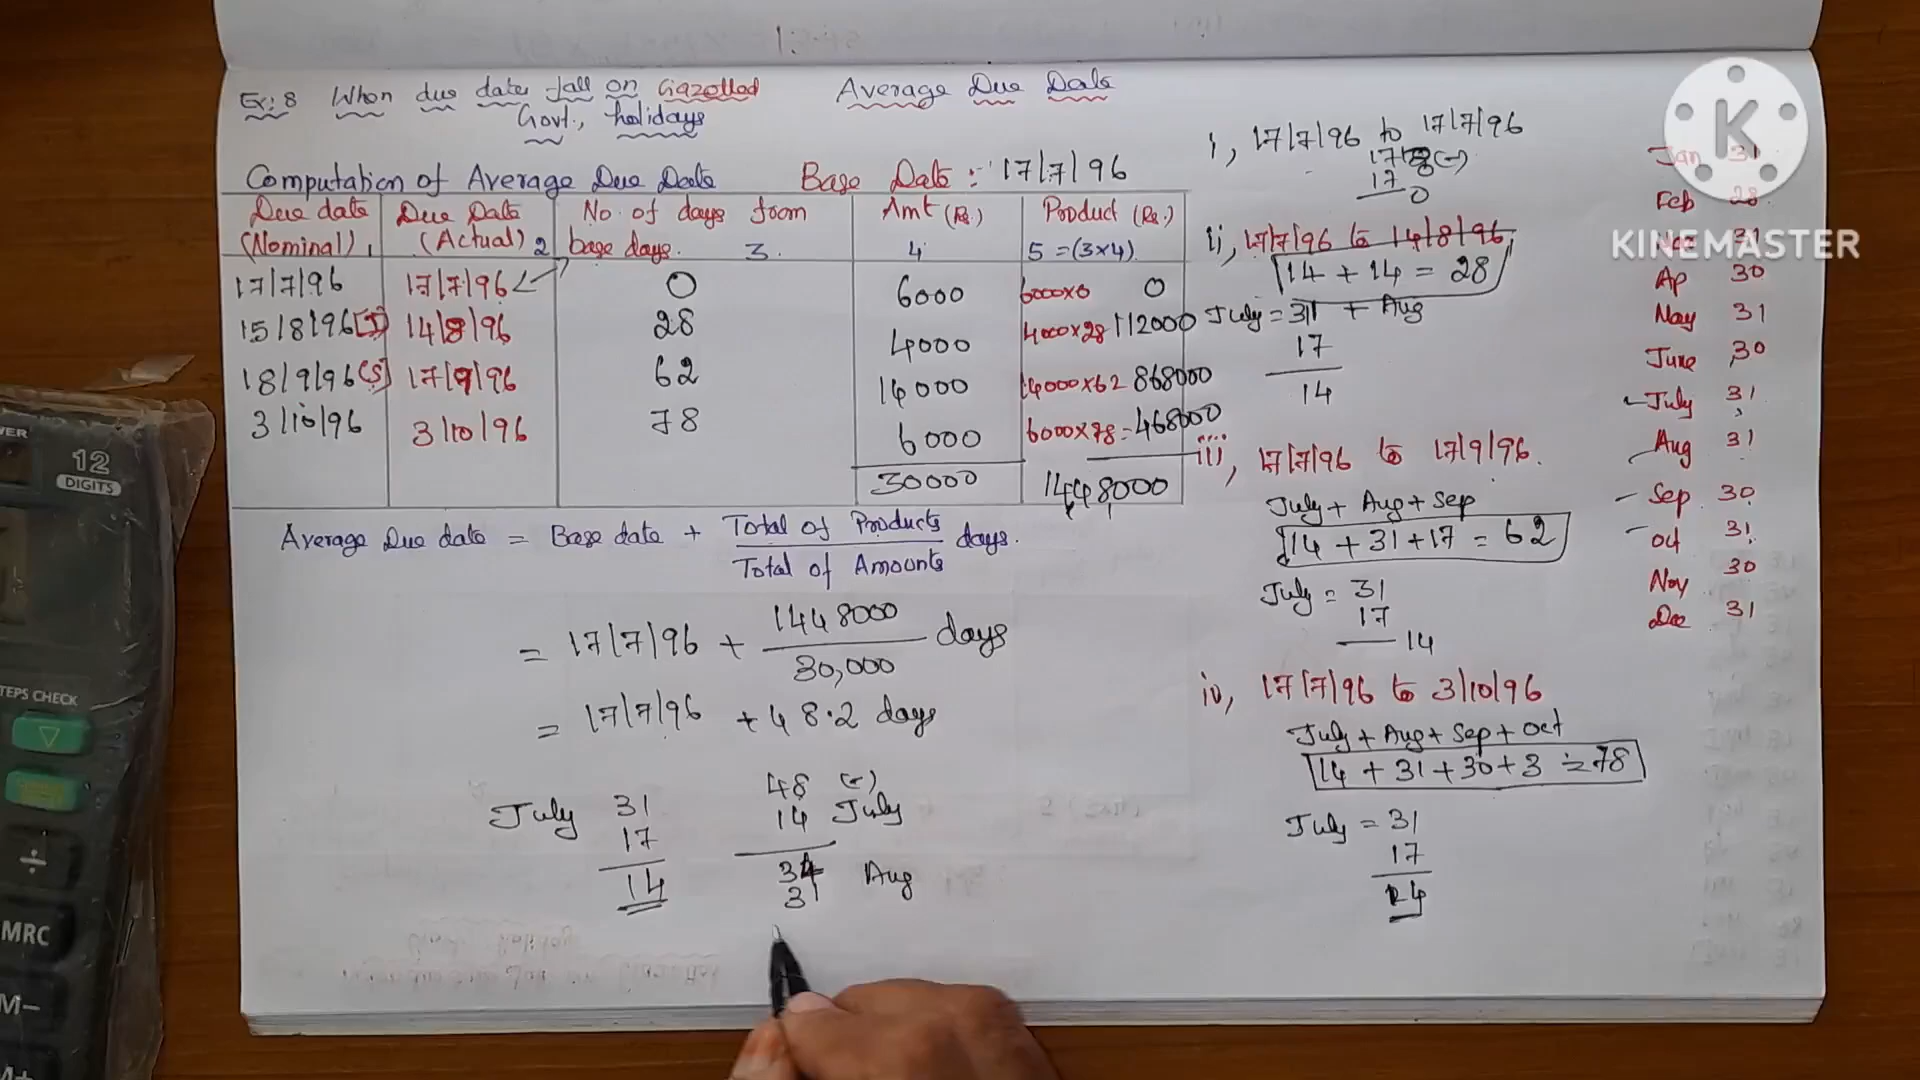 Ex: 8 When due dates fall on Gazetted Average Due Date
Govt., holidays
Computation of Average Due Date Base Date: 17/7/96
Due date (Nominal) 1 Due Date (Actual) 2 No. of days from base days. 3. Amt (Rs.) 4 Product (Rs.) 5 = (3×4)
17/7/96 17/7/96 0 6000 6000×0 0
15/8/96 [I] 14/8/96 28 4000 4000×28 112000
18/9/96 (S) 17/9/96 62 14000 14000×62 868000
3/10/96 3/10/96 78 6000 6000×78= 468000
30000 1448000
Average Due date = Base date + Total of Products / Total of Amounts days.
= 17/7/96 + 1448000 / 30,000 days
= 17/7/96 + 48.2 days
July 31
17
14
48 (-)
14 July
34 Aug
31
i, 17/7/96 to 17/7/96
17 (-)
17
0
ii, 17/7/96 to 14/8/96
14 + 14 = 28
July = 31 + Aug
17
14
iii, 17/7/96 to 17/9/96.
July + Aug + Sep
14 + 31 + 17 = 62
July = 31
17
14
iv, 17/7/96 to 3/10/96
July + Aug + Sep + Oct
14 + 31 + 30 + 3 = 78
July = 31
17
14
Jan 31
Feb 28
31
Ap 30
May 31
June 30
July 31
Aug 31
Sep 30
Oct 31
Nov 30
Dec 31
K
KINEMASTER
12
DIGITS
STEPS CHECK
÷
MRC
M−
M+